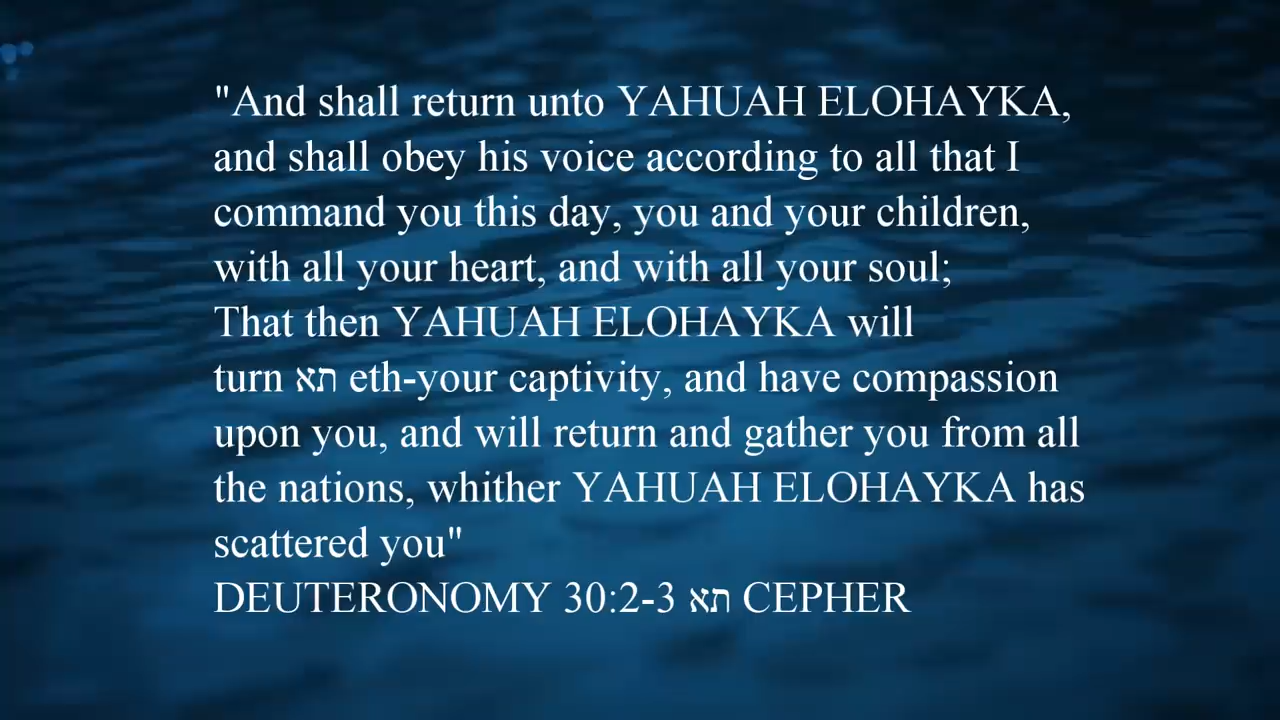 "And shall return unto YAHUAH ELOHAYKA,
and shall obey his voice according to all that I
command you this day, you and your children,
with all your heart, and with all your soul;
That then YAHUAH ELOHAYKA will
turn תא eth-your captivity, and have compassion
upon you, and will return and gather you from all
the nations, whither YAHUAH ELOHAYKA has
scattered you"
DEUTERONOMY 30:2-3 תא CEPHER